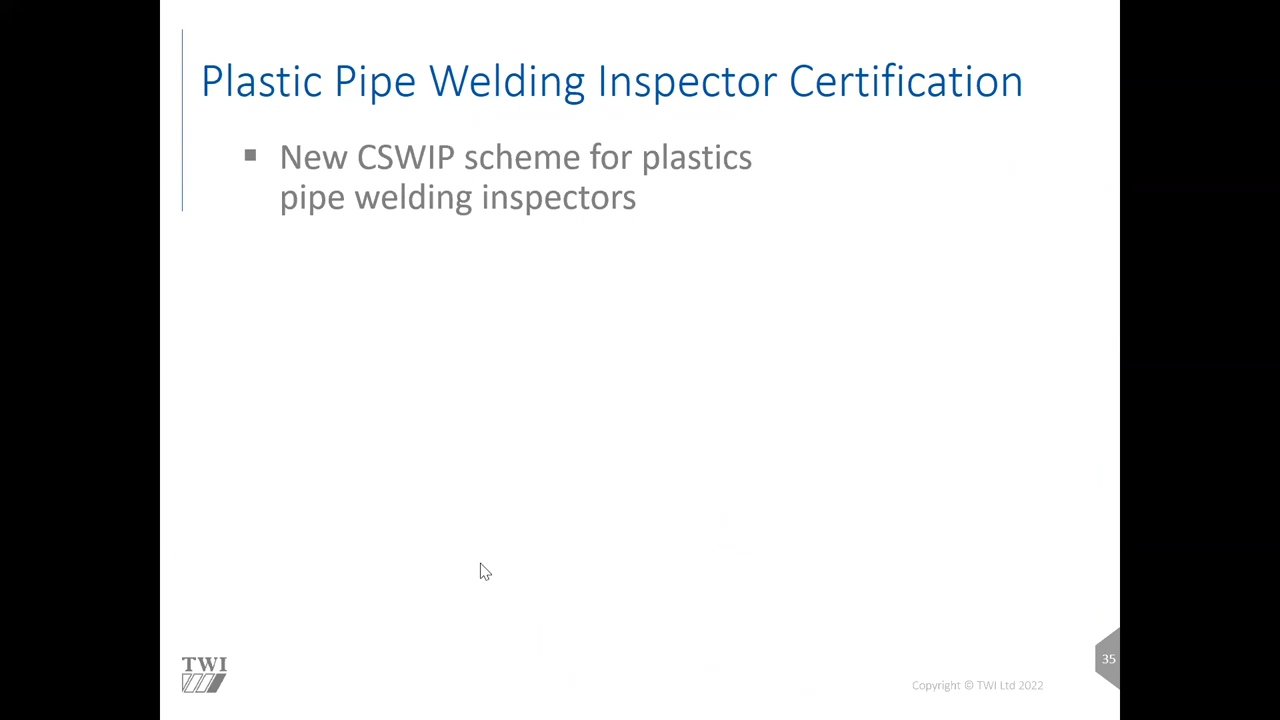 Plastic Pipe Welding Inspector Certification
▪ New CSWIP scheme for plastics
pipe welding inspectors
TWI
Copyright © TWI Ltd 2022
35